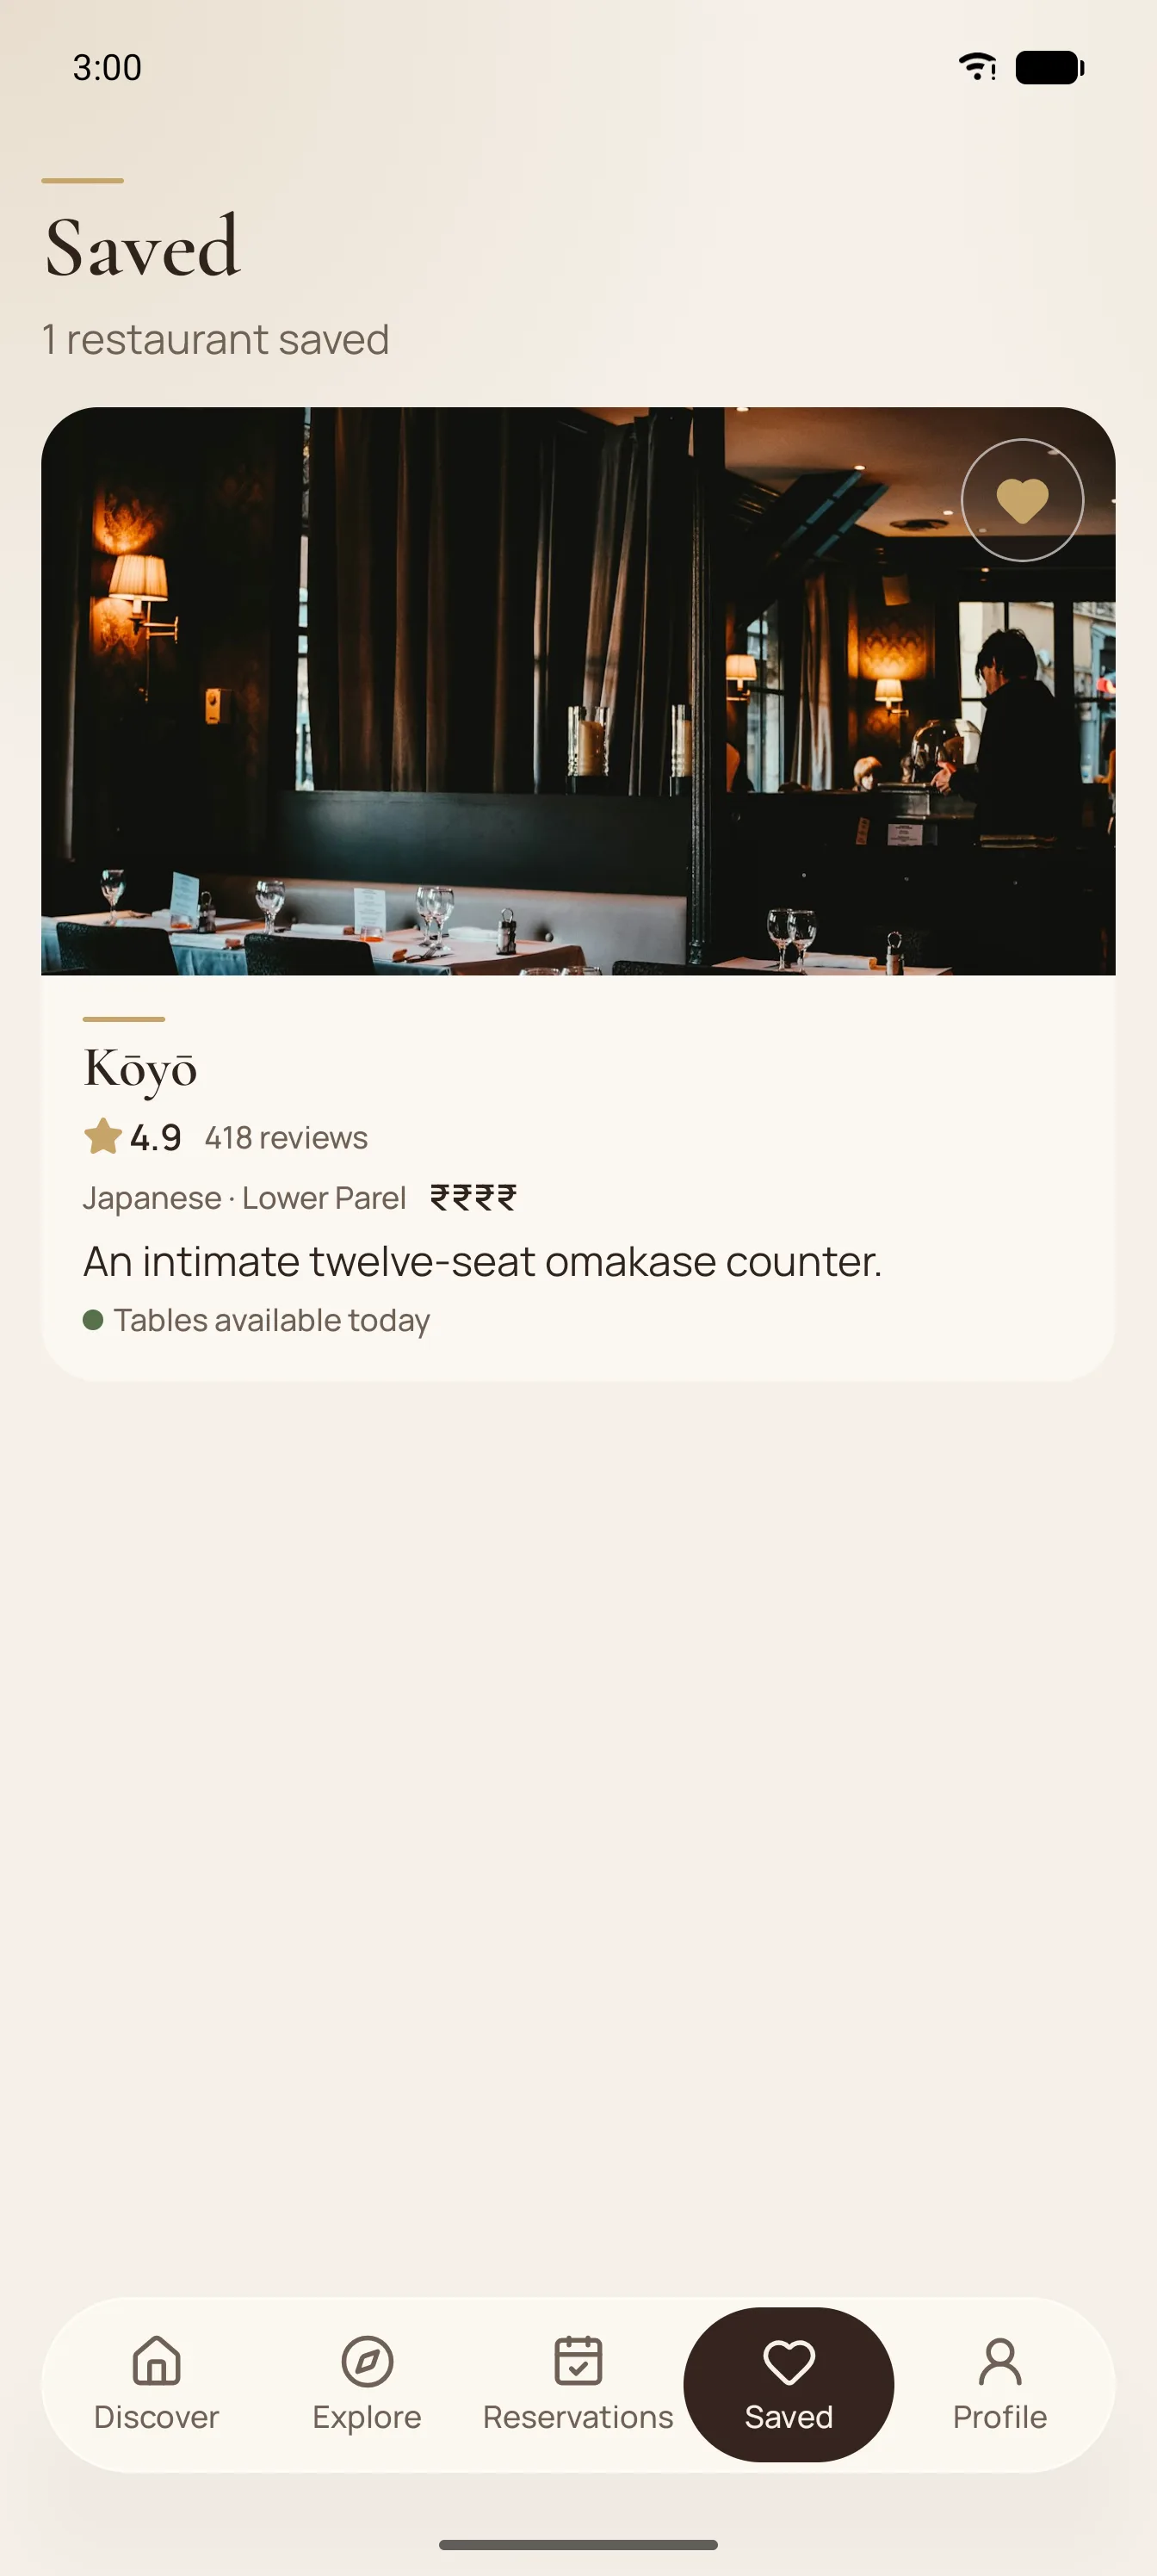 3:00
Saved
1 restaurant saved
Kōyō
4.9 418 reviews
Japanese · Lower Parel ₹₹₹₹
An intimate twelve-seat omakase counter.
Tables available today
Discover Explore Reservations Saved Profile